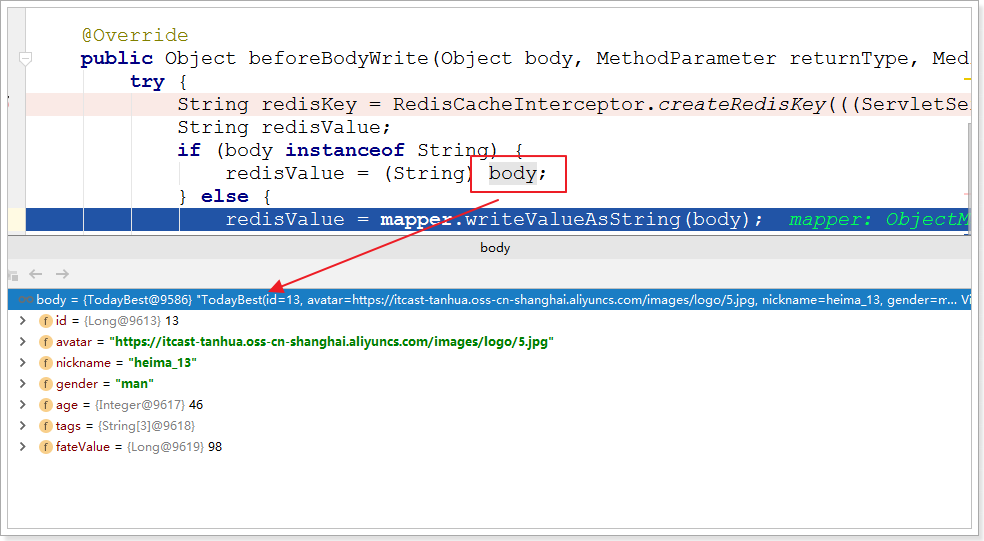 @Override
public Object beforeBodyWrite(Object body, MethodParameter returnType, Med
try {
String redisKey = RedisCacheInterceptor.createRedisKey(((ServletSe
String redisValue;
if (body instanceof String) {
redisValue = (String) body;
} else {
redisValue = mapper.writeValueAsString(body); mapper: ObjectM
body
body = {TodayBest@9586} "TodayBest(id=13, avatar=https://itcast-tanhua.oss-cn-shanghai.aliyuncs.com/images/logo/5.jpg, nickname=heima_13, gender=m... Vi
f id = {Long@9613} 13
f avatar = "https://itcast-tanhua.oss-cn-shanghai.aliyuncs.com/images/logo/5.jpg"
f nickname = "heima_13"
f gender = "man"
f age = {Integer@9617} 46
f tags = {String[3]@9618}
f fateValue = {Long@9619} 98